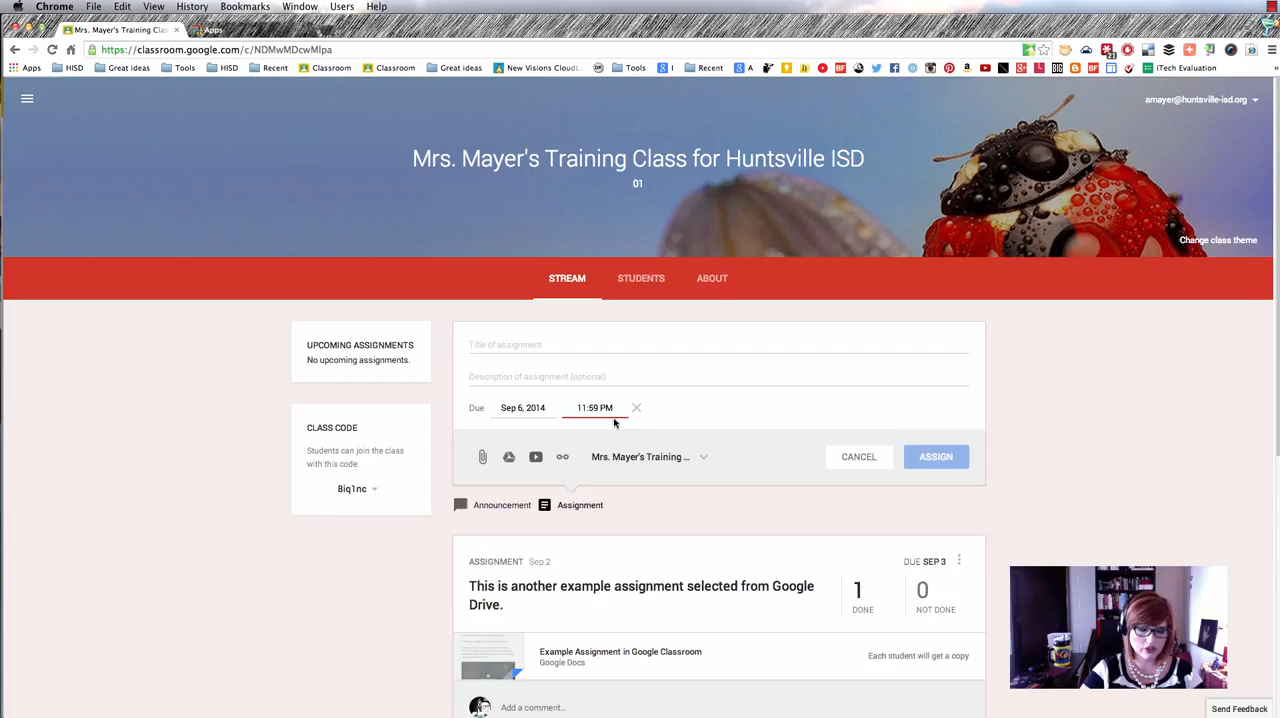 Chrome File Edit View History Bookmarks Window Users Help
Mrs. Mayer's Training Clas × Apps
https://classroom.google.com/c/NDMwMDcwMlpa
Apps HISD Great ideas Tools HISD Recent Classroom Classroom Great ideas New Visions CloudL Tools Recent I A BF BF iTech Evaluation »
amayer@huntsville-isd.org
Mrs. Mayer's Training Class for Huntsville ISD
01
Change class theme
STREAM STUDENTS ABOUT
UPCOMING ASSIGNMENTS
No upcoming assignments.
CLASS CODE
Students can join the class
with this code:
8iq1nc
Title of assignment
Description of assignment (optional)
Due Sep 6, 2014 11:59 PM
Mrs. Mayer's Training ... CANCEL ASSIGN
Announcement Assignment
ASSIGNMENT Sep 2 DUE SEP 3
This is another example assignment selected from Google
Drive.
1 0
DONE NOT DONE
Example Assignment in Google Classroom
Google Docs
Each student will get a copy
Add a comment...
Send Feedback